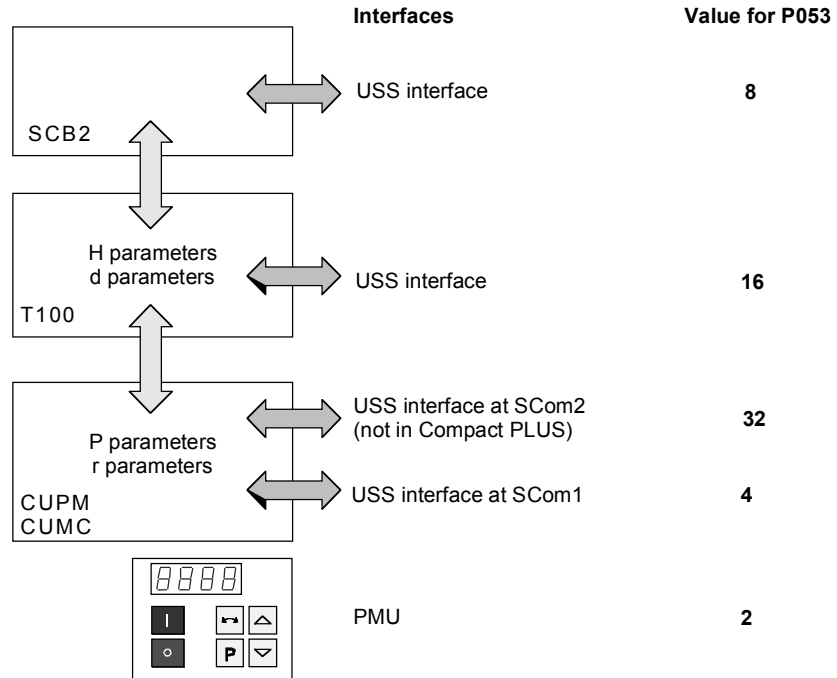 Interfaces Value for P053
USS interface 8
SCB2
H parameters
d parameters
USS interface 16
T100
USS interface at SCom2
(not in Compact PLUS) 32
P parameters
r parameters
USS interface at SCom1 4
CUPM
CUMC
8888
I
PMU 2
O P